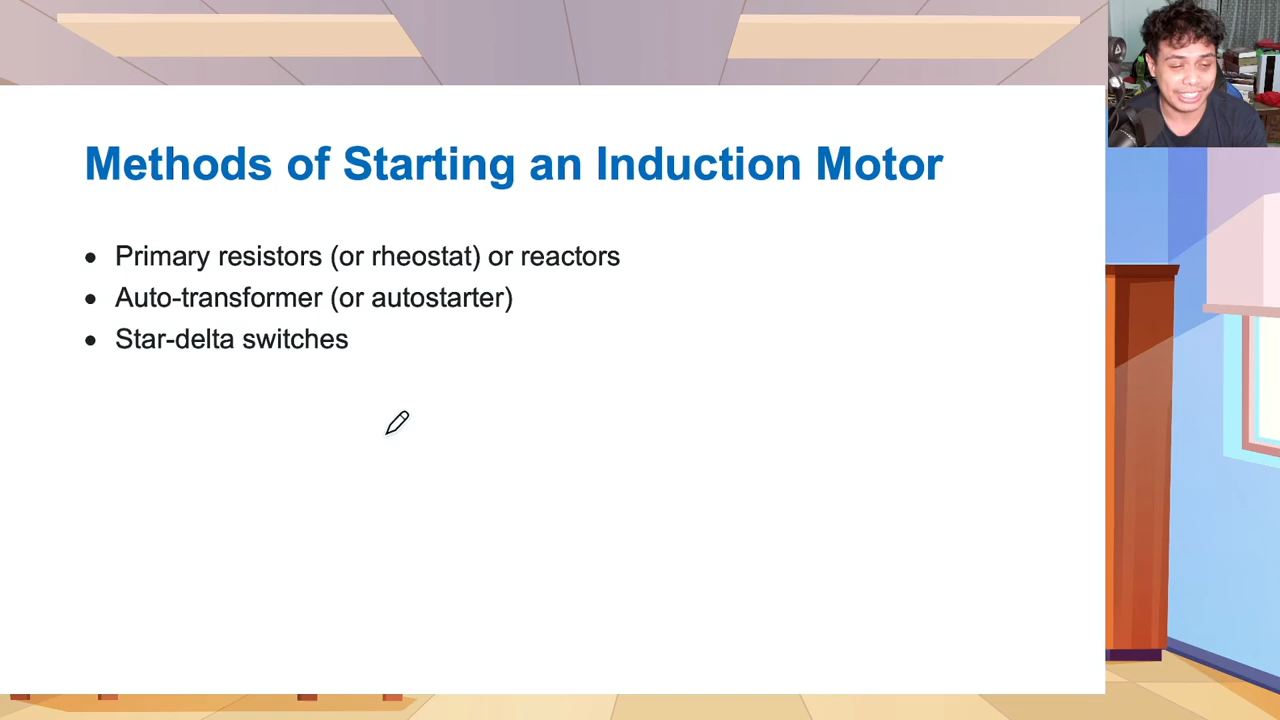 Methods of Starting an Induction Motor
• Primary resistors (or rheostat) or reactors
• Auto-transformer (or autostarter)
• Star-delta switches